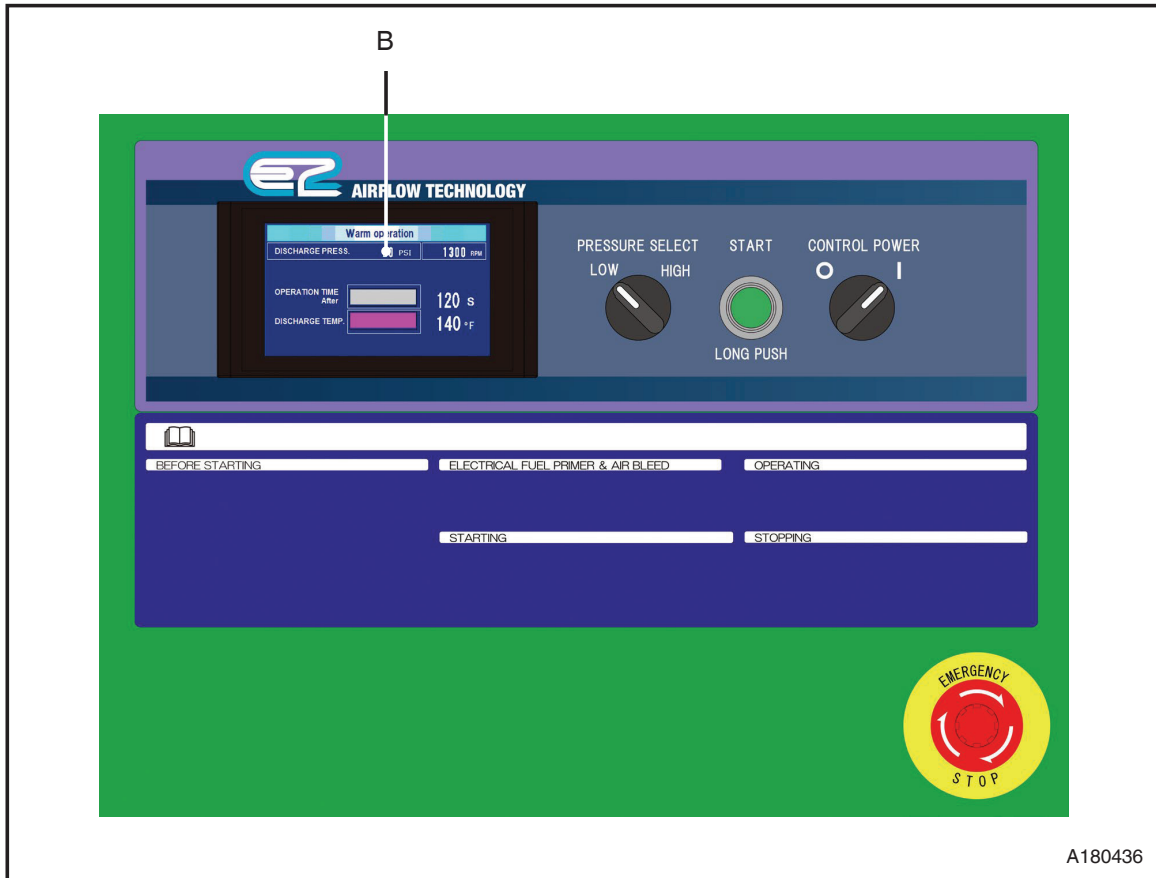 B
AIRFLOW TECHNOLOGY
Warm operation
DISCHARGE PRESS. PSI 1300 RPM
OPERATION TIME
After
120 S
DISCHARGE TEMP. 140 °F
PRESSURE SELECT
LOW HIGH
START
LONG PUSH
CONTROL POWER
O I
BEFORE STARTING
ELECTRICAL FUEL PRIMER & AIR BLEED
OPERATING
STARTING
STOPPING
EMERGENCY
STOP
A180436